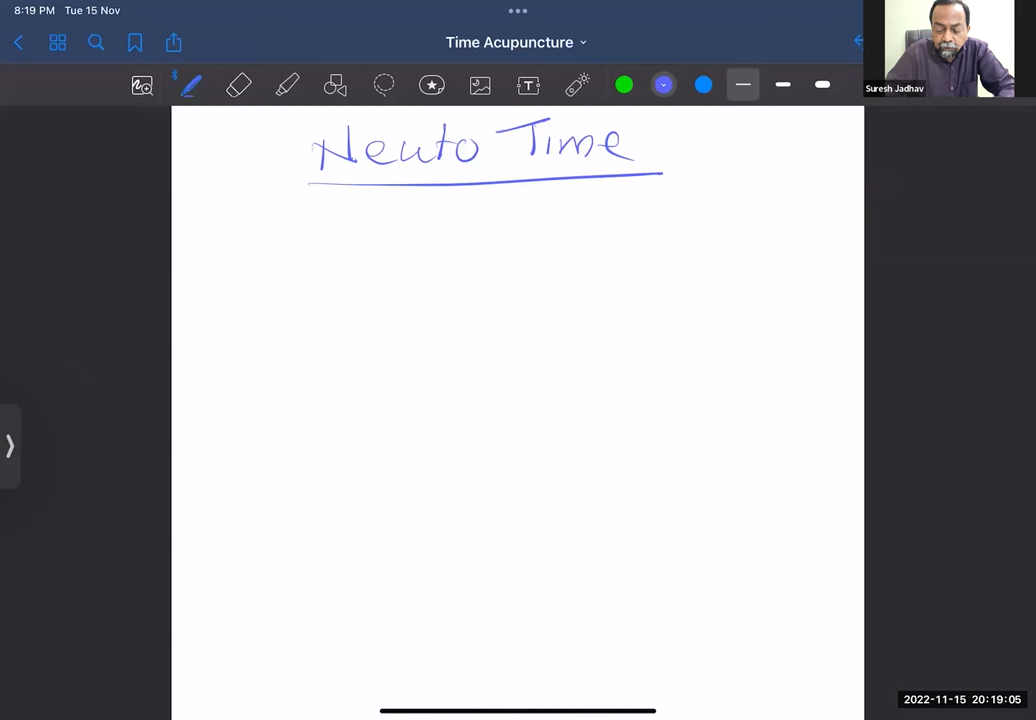 8:19 PM Tue 15 Nov
Time Acupuncture
Suresh Jadhav
Neuto Time
2022-11-15 20:19:05